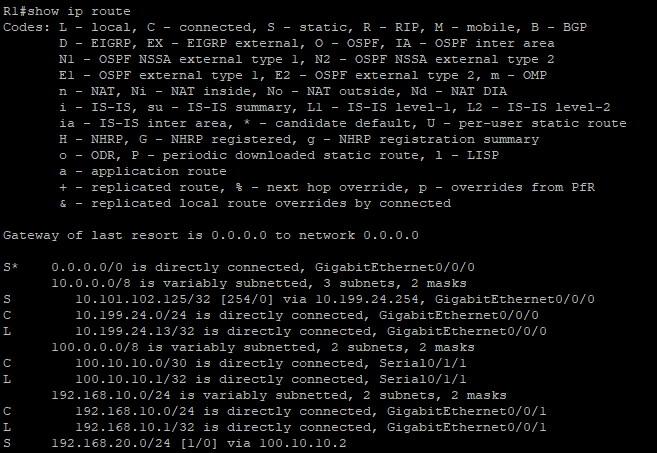 R1#show ip route
Codes: L - local, C - connected, S - static, R - RIP, M - mobile, B - BGP
       D - EIGRP, EX - EIGRP external, O - OSPF, IA - OSPF inter area
       N1 - OSPF NSSA external type 1, N2 - OSPF NSSA external type 2
       E1 - OSPF external type 1, E2 - OSPF external type 2, m - OMP
       n - NAT, Ni - NAT inside, No - NAT outside, Nd - NAT DIA
       i - IS-IS, su - IS-IS summary, L1 - IS-IS level-1, L2 - IS-IS level-2
       ia - IS-IS inter area, * - candidate default, U - per-user static route
       H - NHRP, G - NHRP registered, g - NHRP registration summary
       o - ODR, P - periodic downloaded static route, l - LISP
       a - application route
       + - replicated route, % - next hop override, p - overrides from PfR
       & - replicated local route overrides by connected

Gateway of last resort is 0.0.0.0 to network 0.0.0.0

S*    0.0.0.0/0 is directly connected, GigabitEthernet0/0/0
      10.0.0.0/8 is variably subnetted, 3 subnets, 2 masks
S        10.101.102.125/32 [254/0] via 10.199.24.254, GigabitEthernet0/0/0
C        10.199.24.0/24 is directly connected, GigabitEthernet0/0/0
L        10.199.24.13/32 is directly connected, GigabitEthernet0/0/0
      100.0.0.0/8 is variably subnetted, 2 subnets, 2 masks
C        100.10.10.0/30 is directly connected, Serial0/1/1
L        100.10.10.1/32 is directly connected, Serial0/1/1
      192.168.10.0/24 is variably subnetted, 2 subnets, 2 masks
C        192.168.10.0/24 is directly connected, GigabitEthernet0/0/1
L        192.168.10.1/32 is directly connected, GigabitEthernet0/0/1
S     192.168.20.0/24 [1/0] via 100.10.10.2